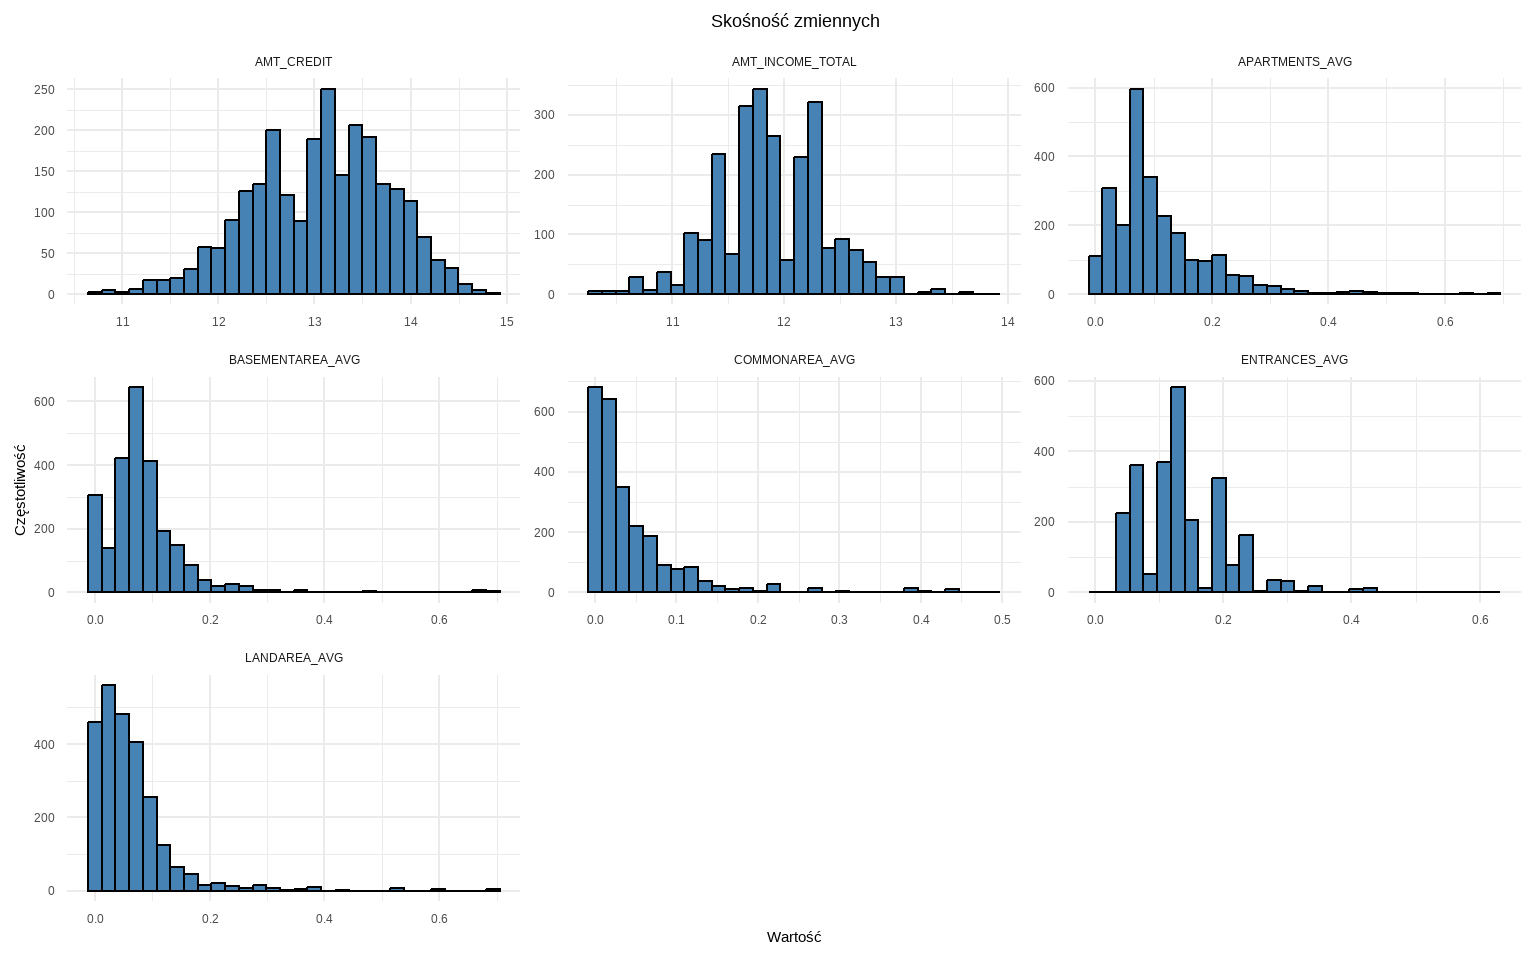 Skośność zmiennych
AMT_CREDIT
AMT_INCOME_TOTAL
APARTMENTS_AVG
250
200
150
100
50
0
11 12 13 14 15
300
200
100
0
11 12 13 14
600
400
200
0
0.0 0.2 0.4 0.6
BASEMENTAREA_AVG
COMMONAREA_AVG
ENTRANCES_AVG
Częstotliwość
600
400
200
0
0.0 0.2 0.4 0.6
600
400
200
0
0.0 0.1 0.2 0.3 0.4 0.5
600
400
200
0
0.0 0.2 0.4 0.6
LANDAREA_AVG
400
200
0
0.0 0.2 0.4 0.6
Wartość